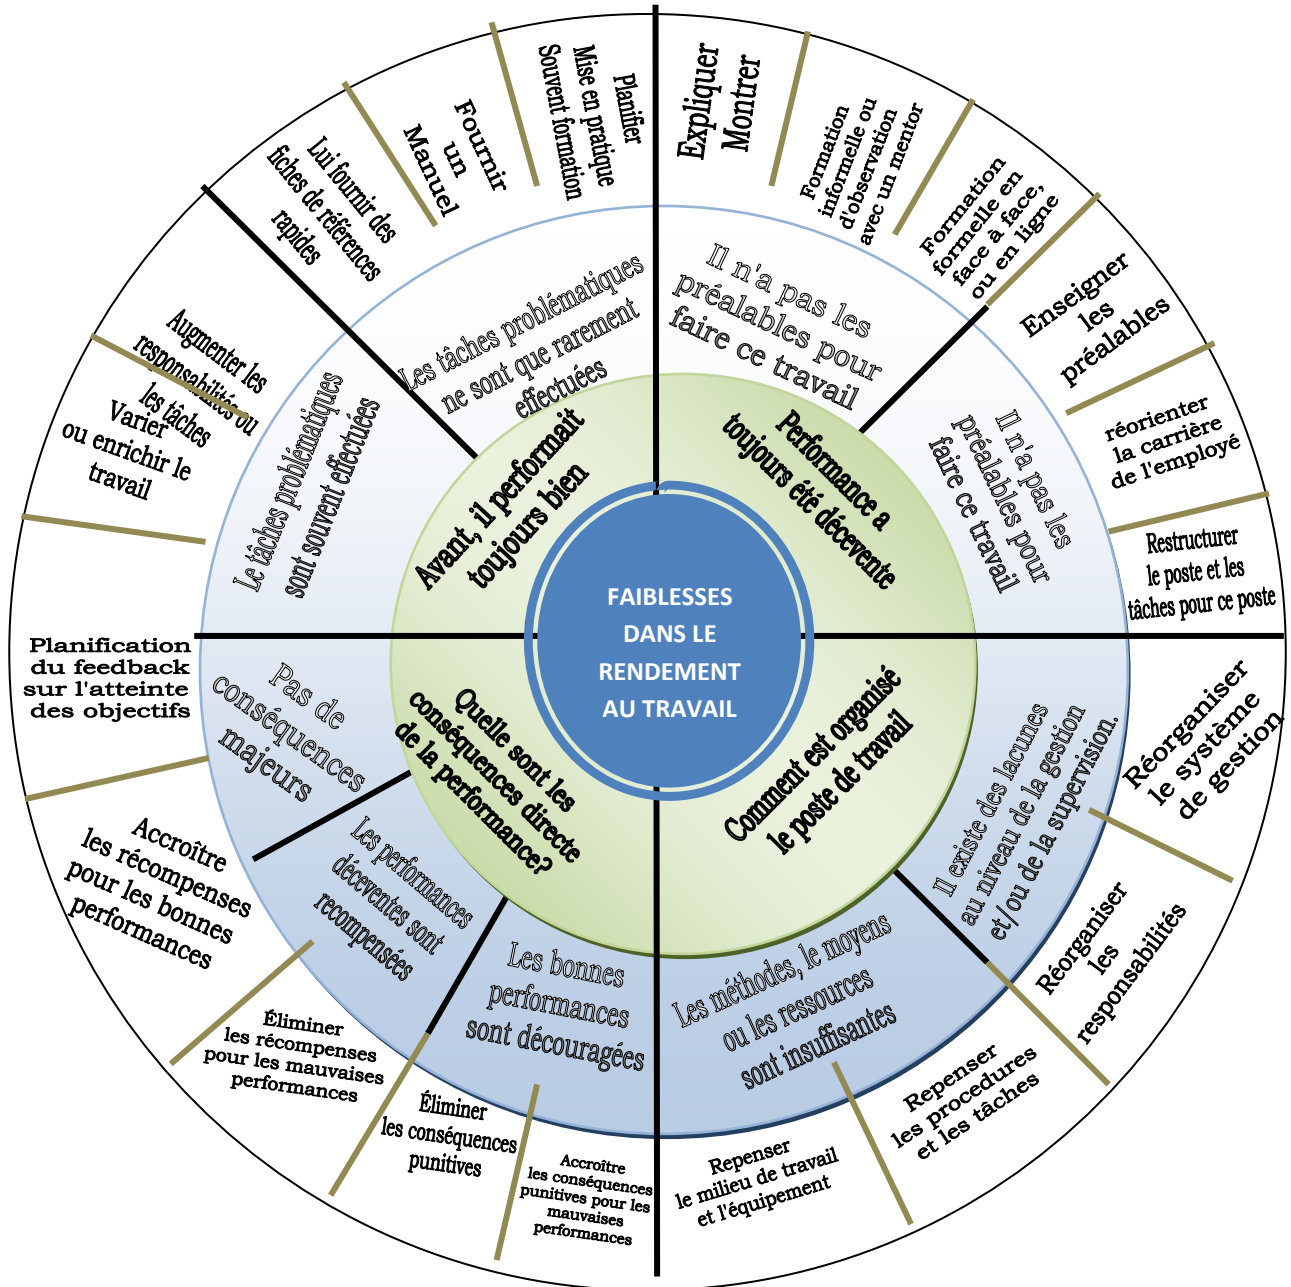 FAIBLESSES
DANS LE
RENDEMENT
AU TRAVAIL
Performance a
toujours été décevente
Comment est organisé
le poste de travail
Quelle sont les
conséquences directe
de la performance?
Avant, il performait
toujours bien
Il n'a pas les
préalables pour
faire ce travail
Il n'a pas les
préalables pour
faire ce travail
Il existe des lacunes
au niveau de la gestion
et/ou de la supervision.
Les méthodes, le moyens
ou les ressources
sont insuffisantes
Les bonnes
performances
sont découragées
Les performances
déceventes sont
recompensées
Pas de
conséquences
majeurs
Le tâches problématiques
sont souvent effectuées
Les tâches problématiques
ne sont que rarement
effectuées
Expliquer
Montrer
Formation
informelle ou
d'observation
avec un mentor
Formation
formelle en
face à face,
ou en ligne
Enseigner
les
préalables
réorienter
la carrière
de l'employé
Restructurer
le poste et les
tâches pour ce poste
Réorganiser
le système
de gestion
Réorganiser
les
responsabilités
Repenser
les procedures
et les tâches
Repenser
le milieu de travail
et l'équipement
Accroître
les conséquences
punitives pour les
mauvaises
performances
Éliminer
les conséquences
punitives
Éliminer
les récompenses
pour les mauvaises
performances
Accroître
les récompenses
pour les bonnes
performances
Planification
du feedback
sur l'atteinte
des objectifs
Varier
ou enrichir le
travail
Augmenter les
responsabilités ou
les tâches
Lui fournir des
fiches de références
rapides
Fournir
un
Manuel
Planifier
Mise en pratique
Souvent formation